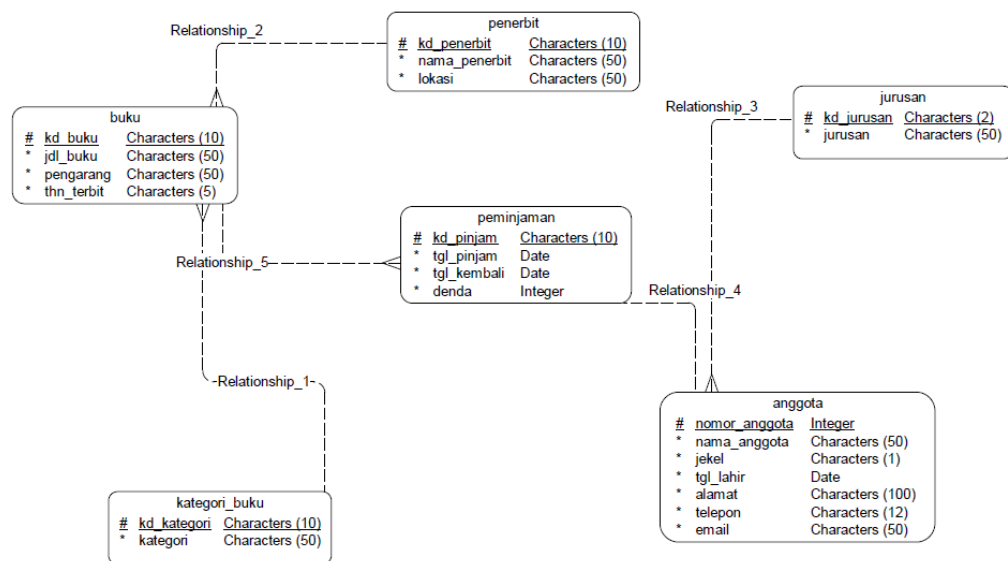 Relationship_2
penerbit
# kd_penerbit Characters (10)
* nama_penerbit Characters (50)
* lokasi Characters (50)
Relationship_3
jurusan
# kd_jurusan Characters (2)
* jurusan Characters (50)
buku
# kd_buku Characters (10)
* jdl_buku Characters (50)
* pengarang Characters (50)
* thn_terbit Characters (5)
peminjaman
# kd_pinjam Characters (10)
* tgl_pinjam Date
* tgl_kembali Date
* denda Integer
Relationship_5
Relationship_4
Relationship_1
anggota
# nomor_anggota Integer
* nama_anggota Characters (50)
* jekel Characters (1)
* tgl_lahir Date
* alamat Characters (100)
* telepon Characters (12)
* email Characters (50)
kategori_buku
# kd_kategori Characters (10)
* kategori Characters (50)